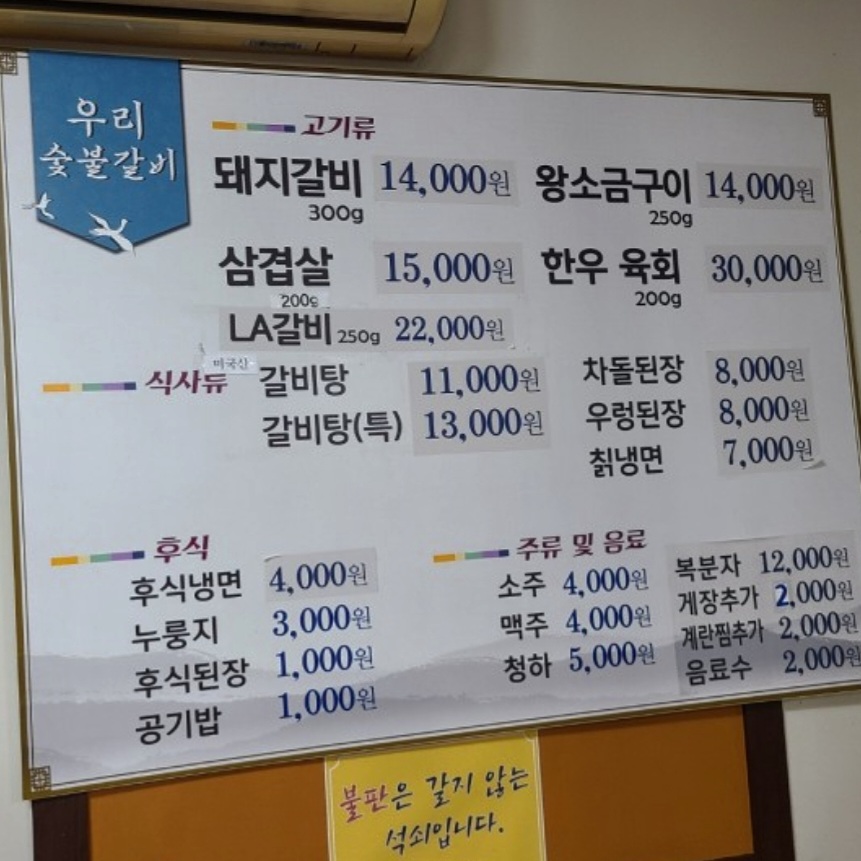 우리
숯불갈비
고기류
돼지갈비 14,000원
300g
왕소금구이 14,000원
250g
삼겹살 15,000원
200g
한우 육회 30,000원
200g
LA갈비 250g 22,000원
미국산
식사류
갈비탕 11,000원
갈비탕(특) 13,000원
차돌된장 8,000원
우렁된장 8,000원
칡냉면 7,000원
후식
후식냉면 4,000원
누룽지 3,000원
후식된장 1,000원
공기밥 1,000원
주류 및 음료
소주 4,000원
맥주 4,000원
청하 5,000원
복분자 12,000원
게장추가 2,000원
계란찜추가 2,000원
음료수 2,000원
불판은 갈지 않는
석쇠입니다.